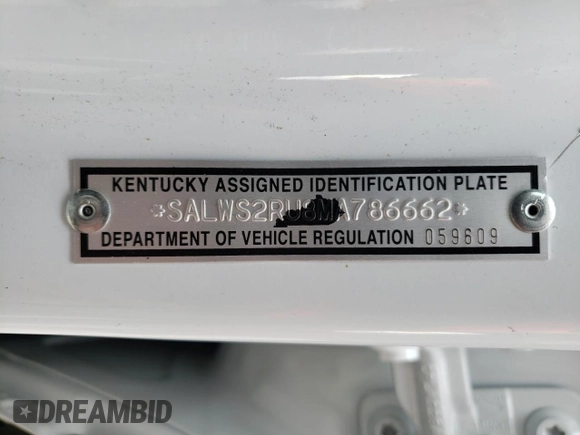 KENTUCKY ASSIGNED IDENTIFICATION PLATE
*SALWS2RU8MA786662*
DEPARTMENT OF VEHICLE REGULATION 059609
DREAMBID